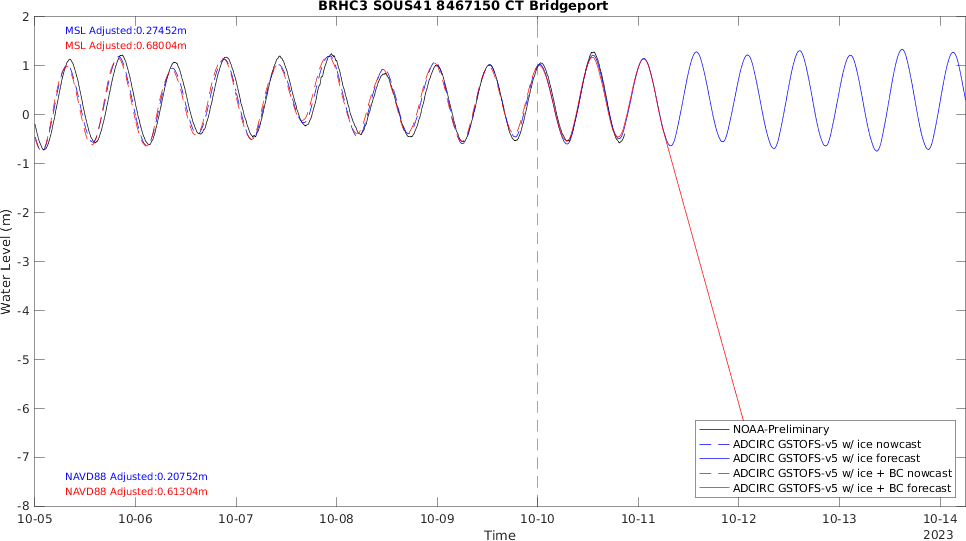 BRHC3 SOUS41 8467150 CT Bridgeport
MSL Adjusted:0.27452m
MSL Adjusted:0.68004m
2
1
0
-1
-2
-3
-4
-5
-6
-7
-8
Water Level (m)
NAVD88 Adjusted:0.20752m
NAVD88 Adjusted:0.61304m
NOAA-Preliminary
ADCIRC GSTOFS-v5 w/ ice nowcast
ADCIRC GSTOFS-v5 w/ ice forecast
ADCIRC GSTOFS-v5 w/ ice + BC nowcast
ADCIRC GSTOFS-v5 w/ ice + BC forecast
10-05 10-06 10-07 10-08 10-09 10-10 10-11 10-12 10-13 10-14
2023
Time